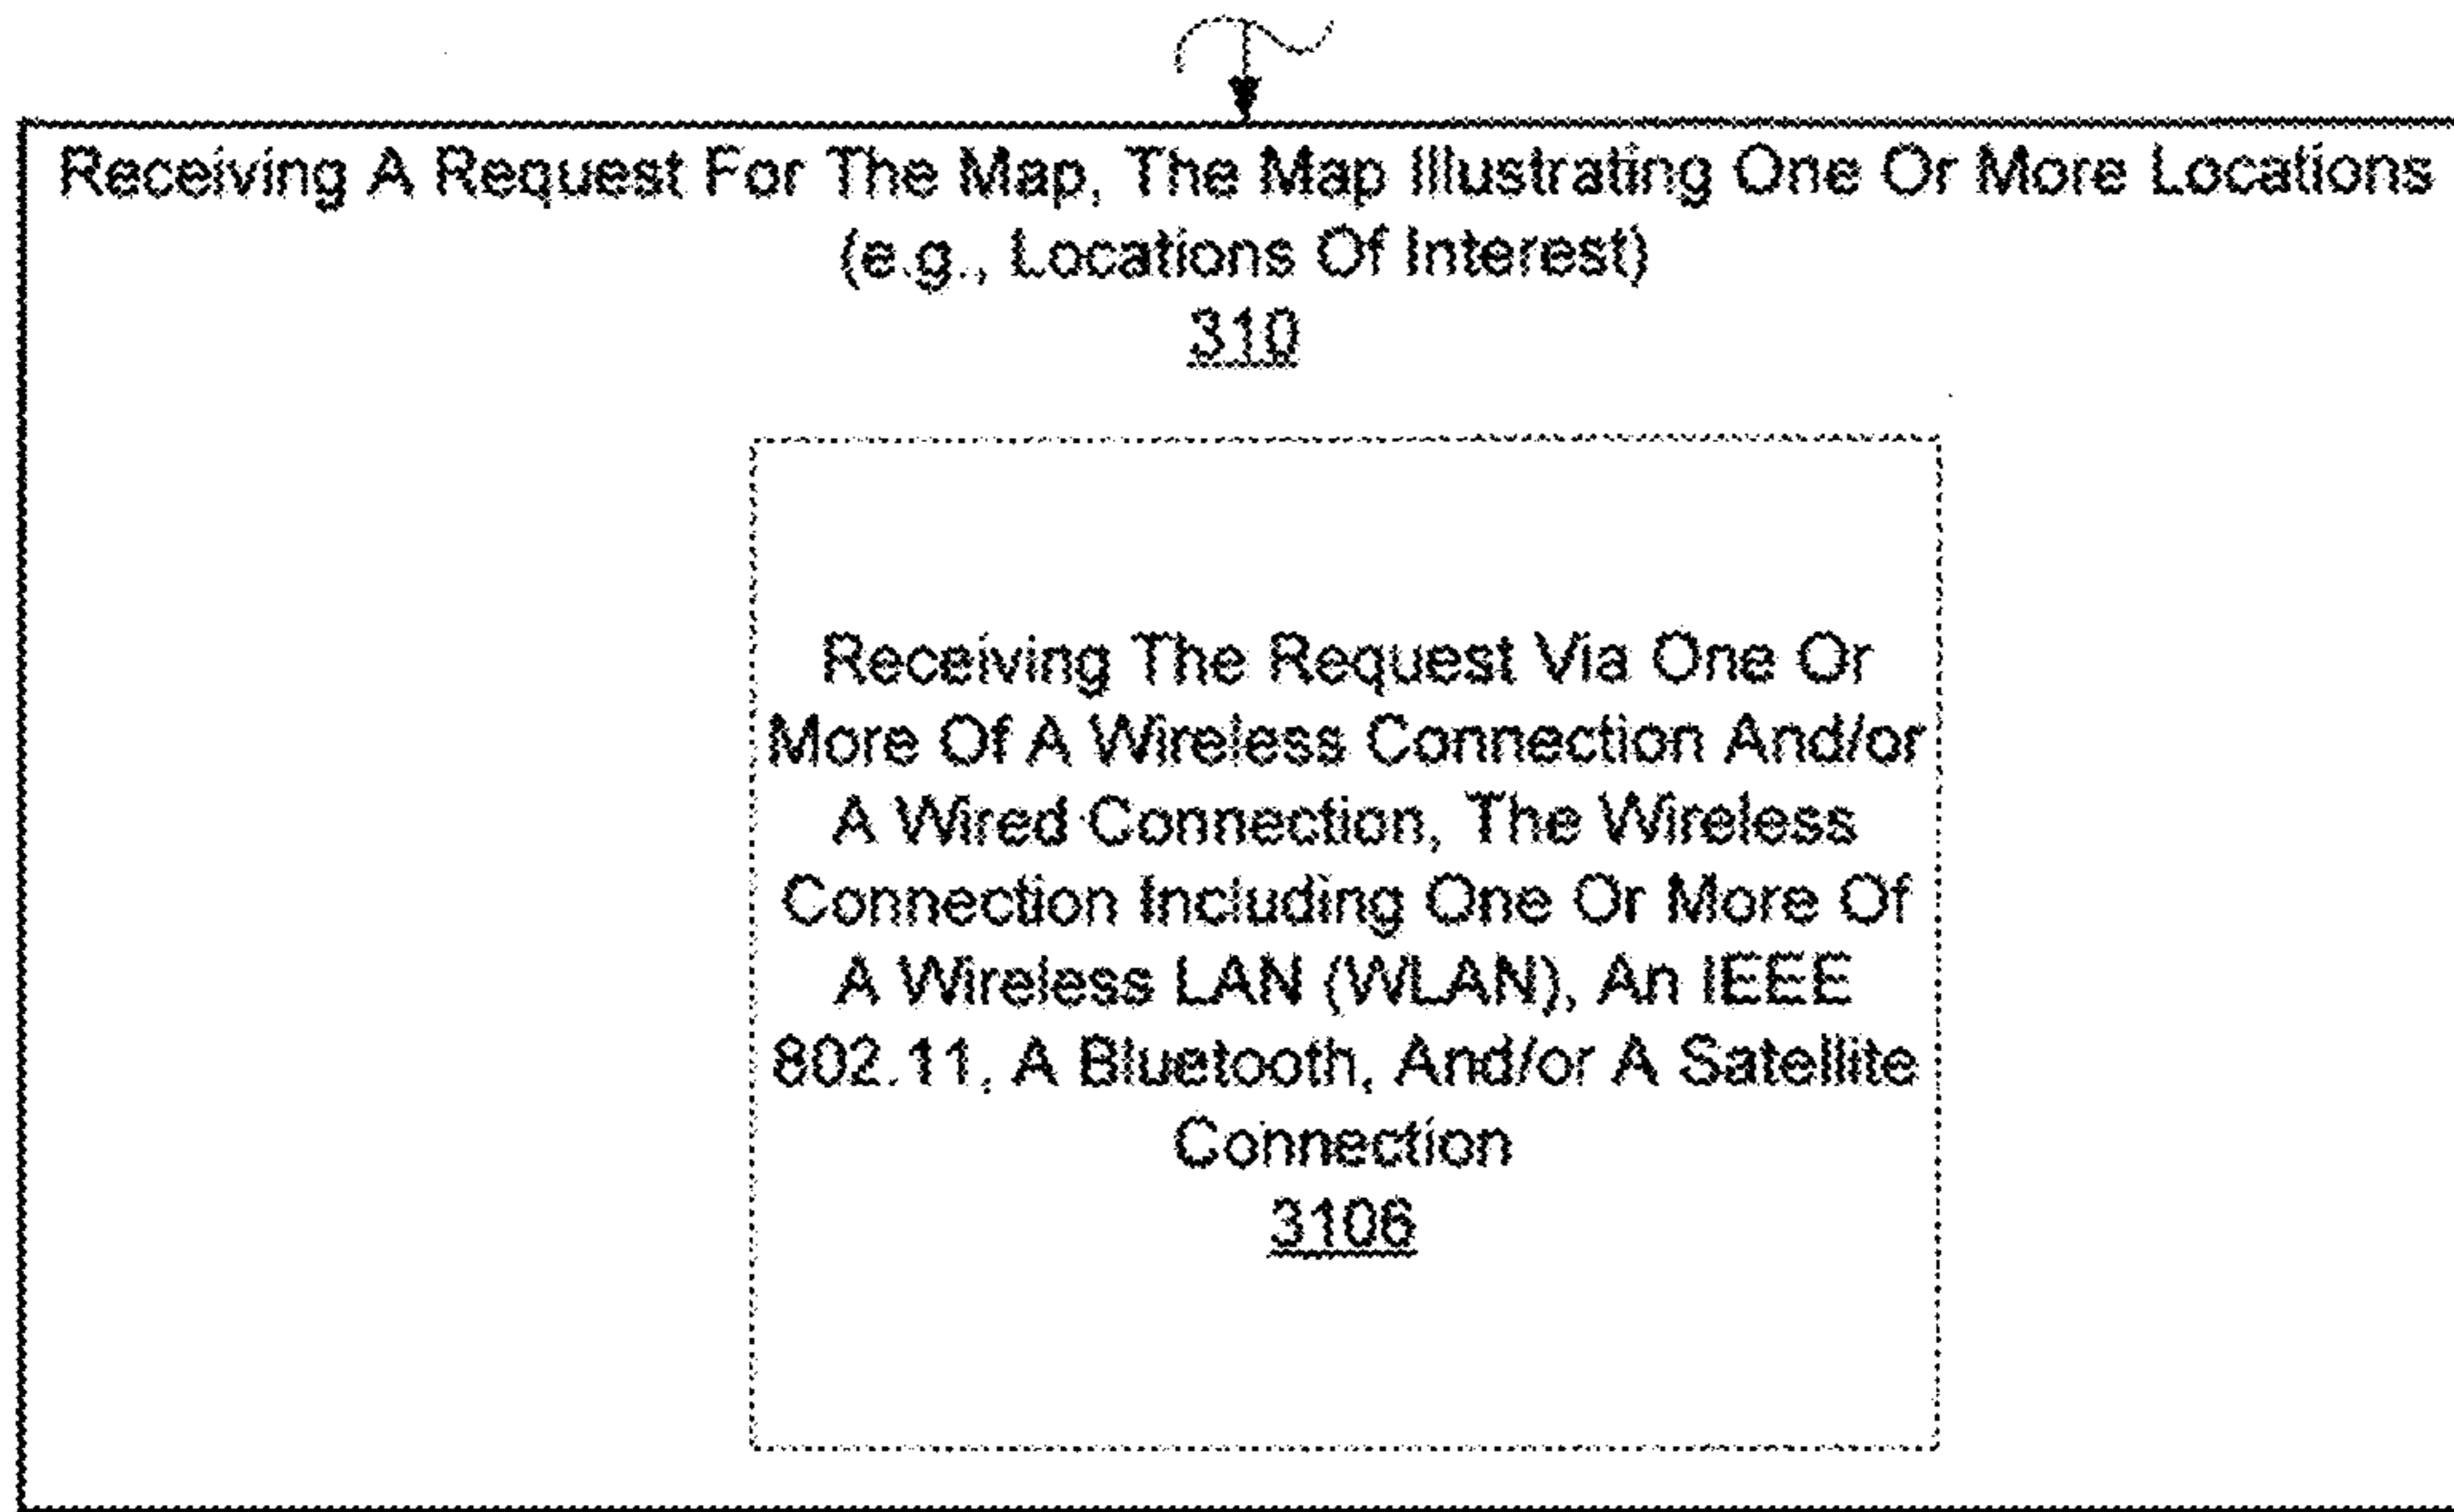 Receiving A Request For The Map, The Map Illustrating One Or More Locations
(e.g., Locations Of Interest)
310
Receiving The Request Via One Or
More Of A Wireless Connection And/or
A Wired Connection, The Wireless
Connection Including One Or More Of
A Wireless LAN (WLAN), An IEEE
802.11, A Bluetooth, And/or A Satellite
Connection
3106